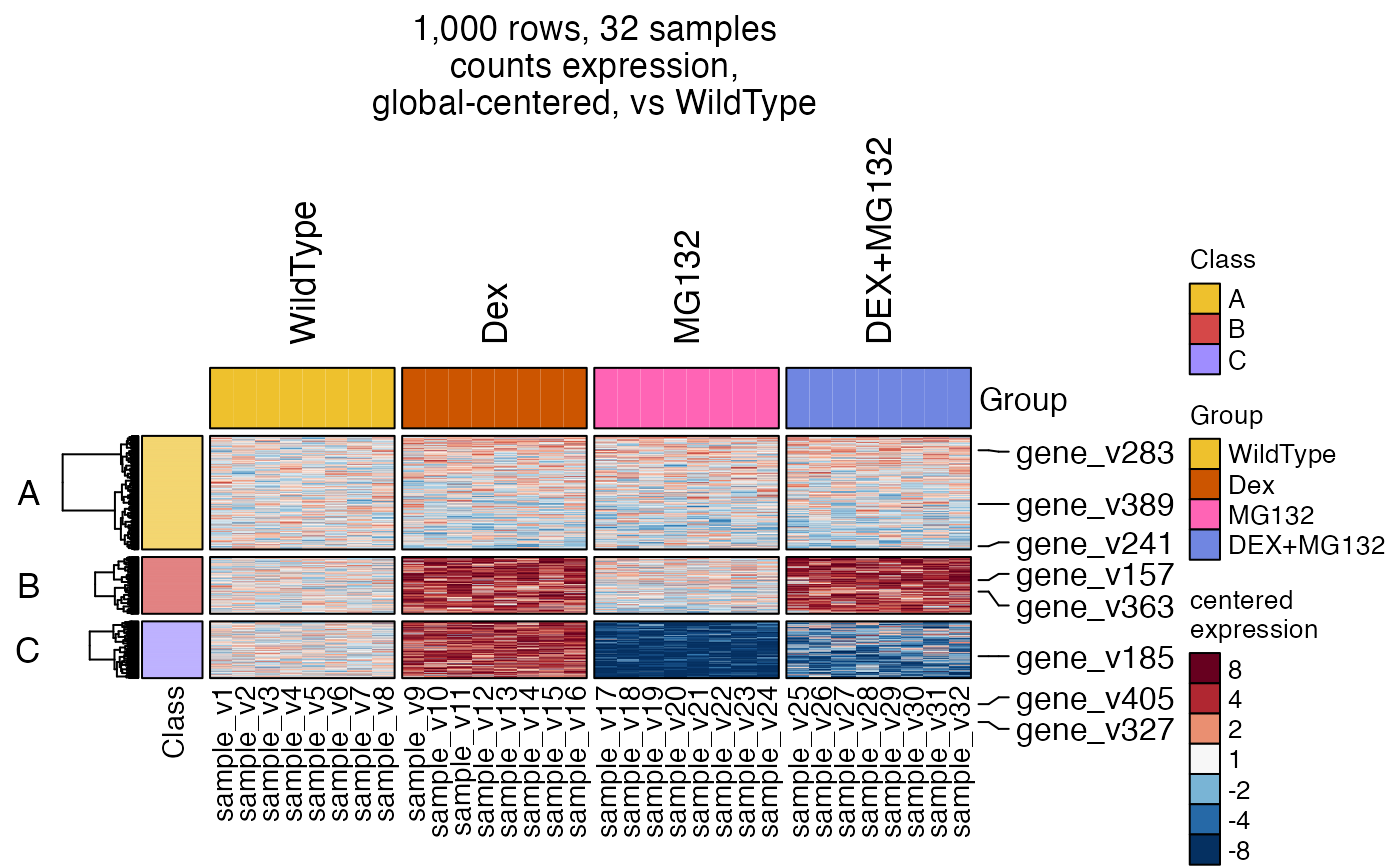 1,000 rows, 32 samples
counts expression,
global-centered, vs WildType
WildType
Dex
MG132
DEX+MG132
Group
A
B
C
Class
gene_v283
gene_v389
gene_v241
gene_v157
gene_v363
gene_v185
gene_v405
gene_v327
sample_v1
sample_v2
sample_v3
sample_v4
sample_v5
sample_v6
sample_v7
sample_v8
sample_v9
sample_v10
sample_v11
sample_v12
sample_v13
sample_v14
sample_v15
sample_v16
sample_v17
sample_v18
sample_v19
sample_v20
sample_v21
sample_v22
sample_v23
sample_v24
sample_v25
sample_v26
sample_v27
sample_v28
sample_v29
sample_v30
sample_v31
sample_v32
Class
A
B
C
Group
WildType
Dex
MG132
DEX+MG132
centered
expression
8
4
2
1
-2
-4
-8